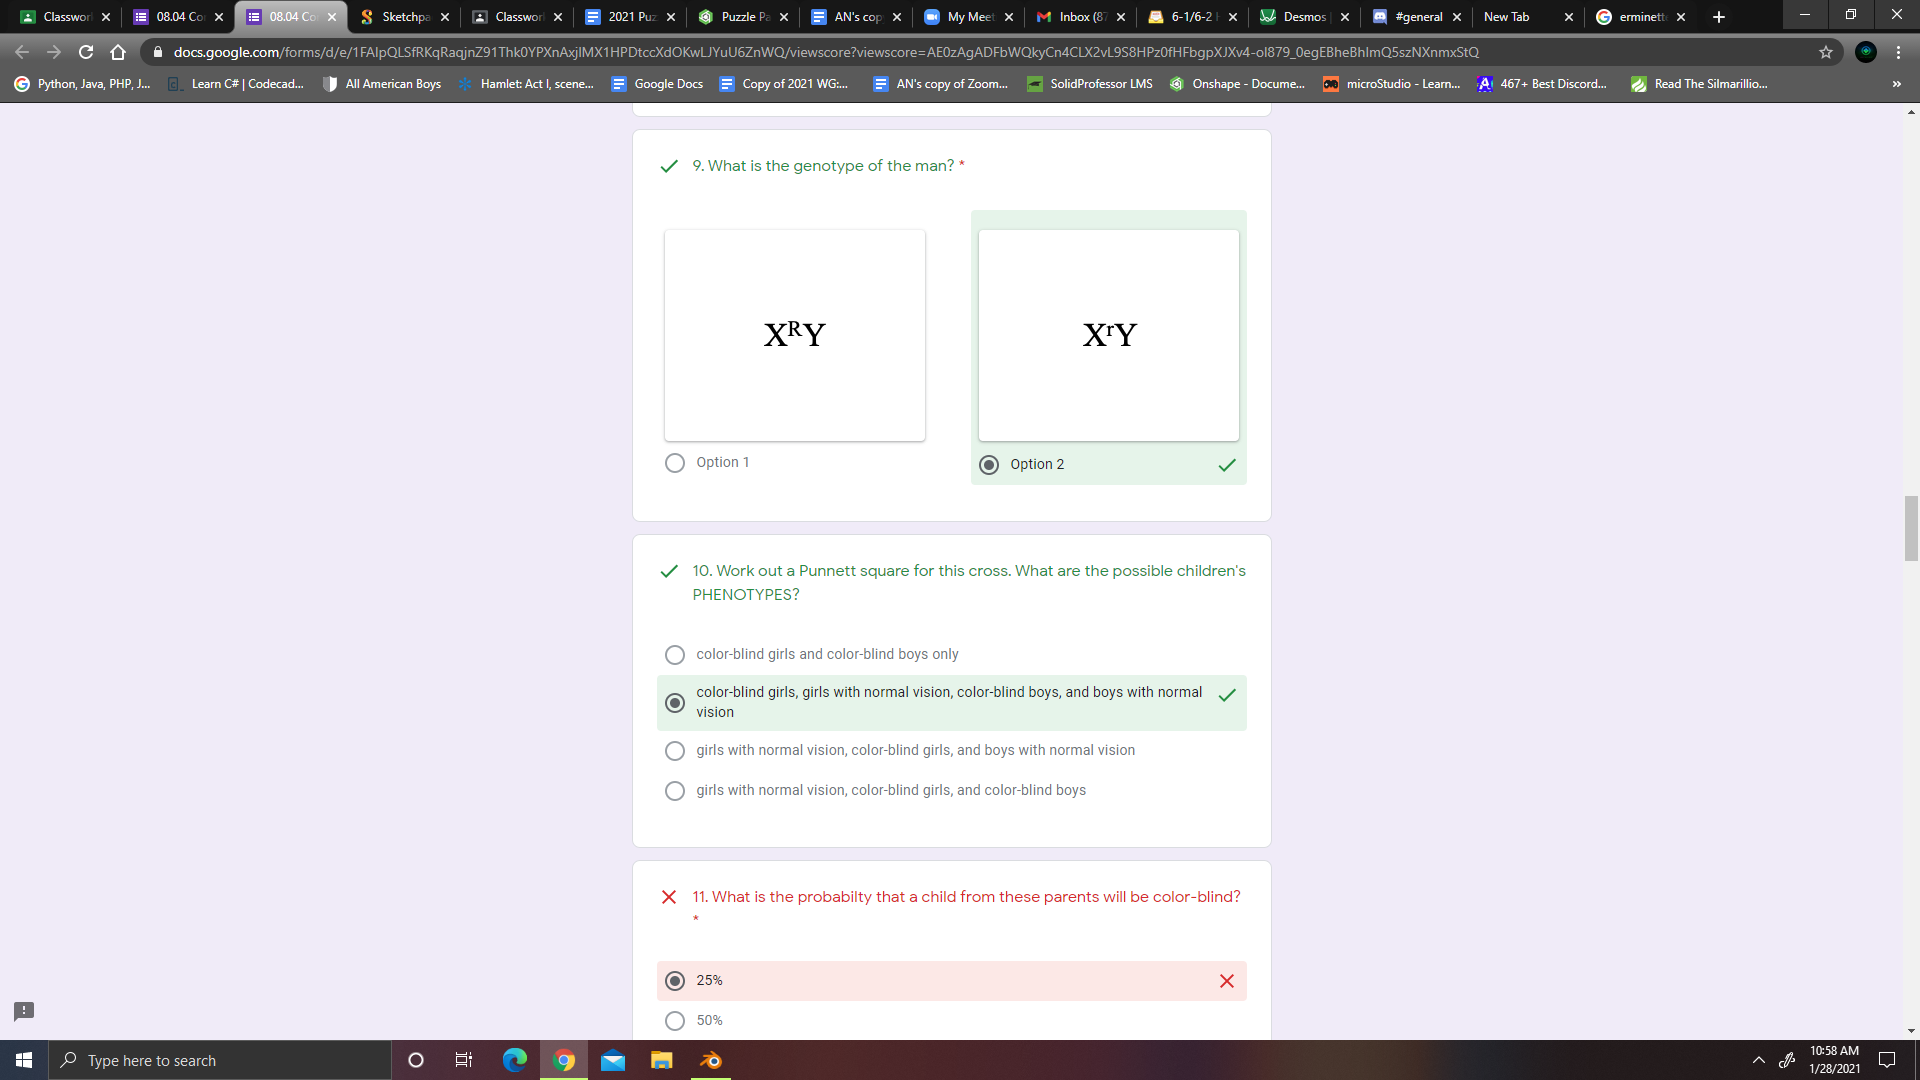 Classwor
08.04 Co
08.04 Co
Sketchpa
Classwor
2021 Puz
Puzzle Pa
AN's cop
My Meet
Inbox (87
6-1/6-2
Desmos
#general
New Tab
erminett
docs.google.com/forms/d/e/1FAIpQLSfRKqRaqjnZ91Thk0YPXnAxjlMX1HPDtccXdOKwLJYuU6ZnWQ/viewscore?viewscore=AE0zAgADFbWQkyCn4CLX2vL9S8HPz0fHFbgpXJXv4-ol879_0egEBheBhlmQ5szNXnmxStQ
Python, Java, PHP, J...
Learn C# | Codecad...
All American Boys
Hamlet: Act I, scene...
Google Docs
Copy of 2021 WG:...
AN's copy of Zoom...
SolidProfessor LMS
Onshape - Docume...
microStudio - Learn...
467+ Best Discord...
Read The Silmarillio...
»
9. What is the genotype of the man? *
XᴿY
XʳY
Option 1
Option 2
10. Work out a Punnett square for this cross. What are the possible children's
PHENOTYPES?
color-blind girls and color-blind boys only
color-blind girls, girls with normal vision, color-blind boys, and boys with normal
vision
girls with normal vision, color-blind girls, and boys with normal vision
girls with normal vision, color-blind girls, and color-blind boys
11. What is the probabilty that a child from these parents will be color-blind?
*
25%
50%
Type here to search
10:58 AM
1/28/2021